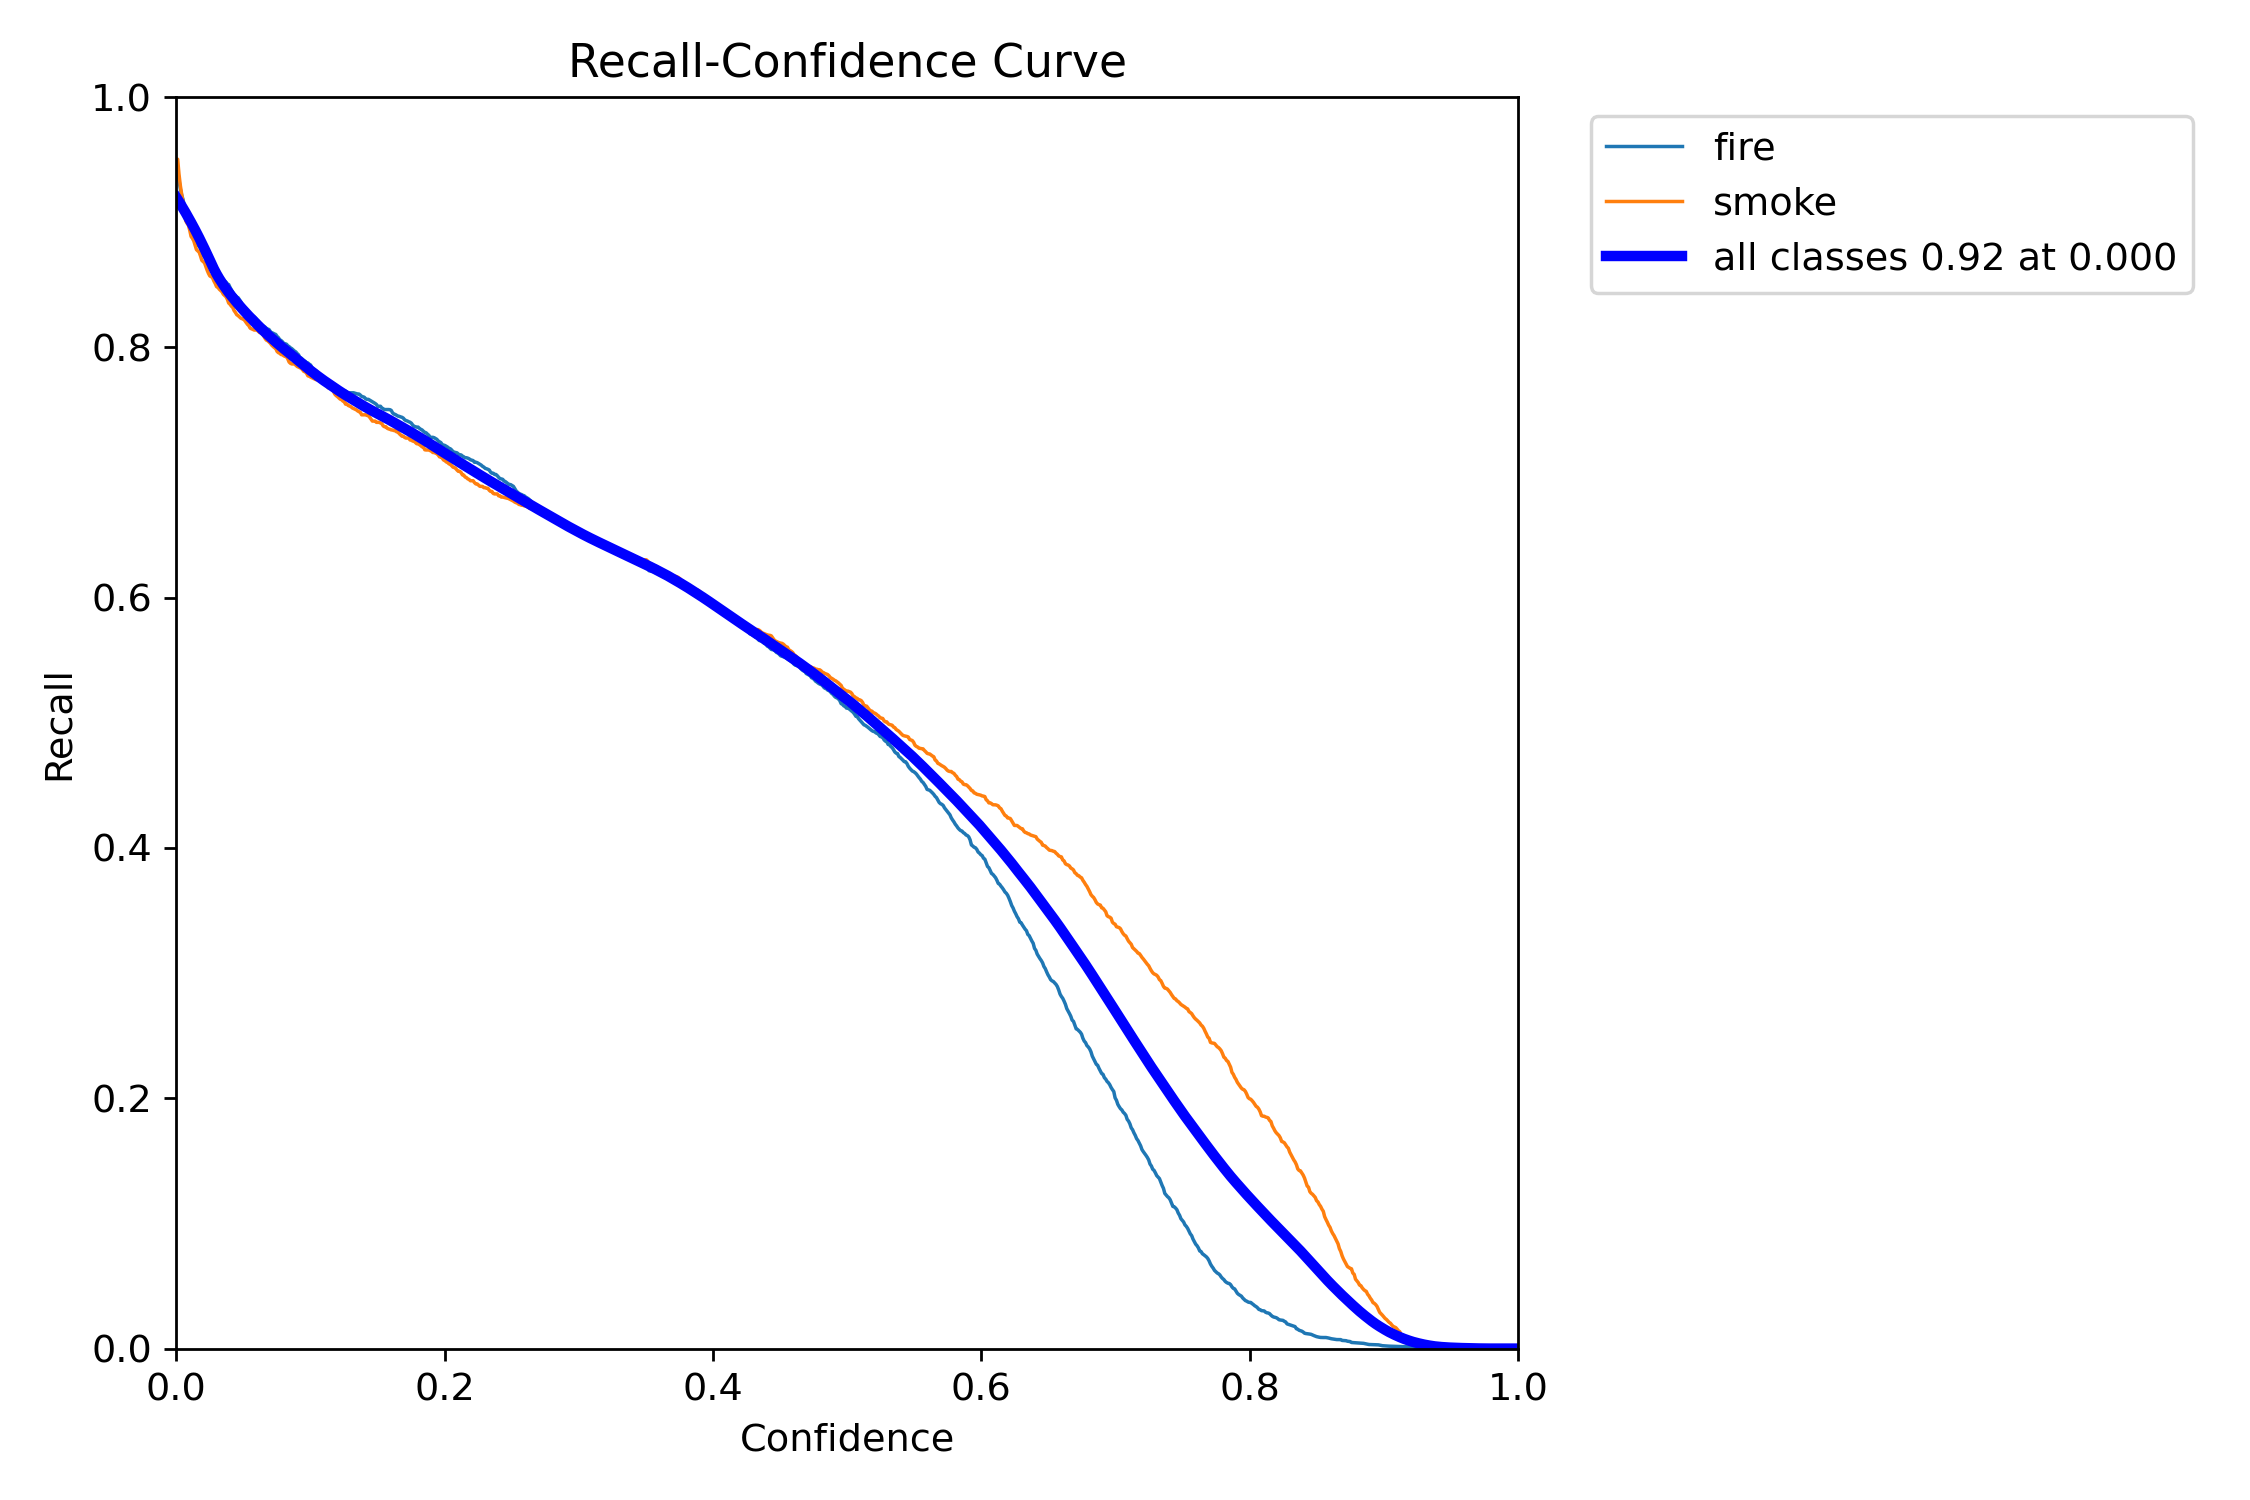 Recall-Confidence Curve
1.0
0.8
0.6
0.4
0.2
0.0
Recall
0.0 0.2 0.4 0.6 0.8 1.0
Confidence
fire
smoke
all classes 0.92 at 0.000